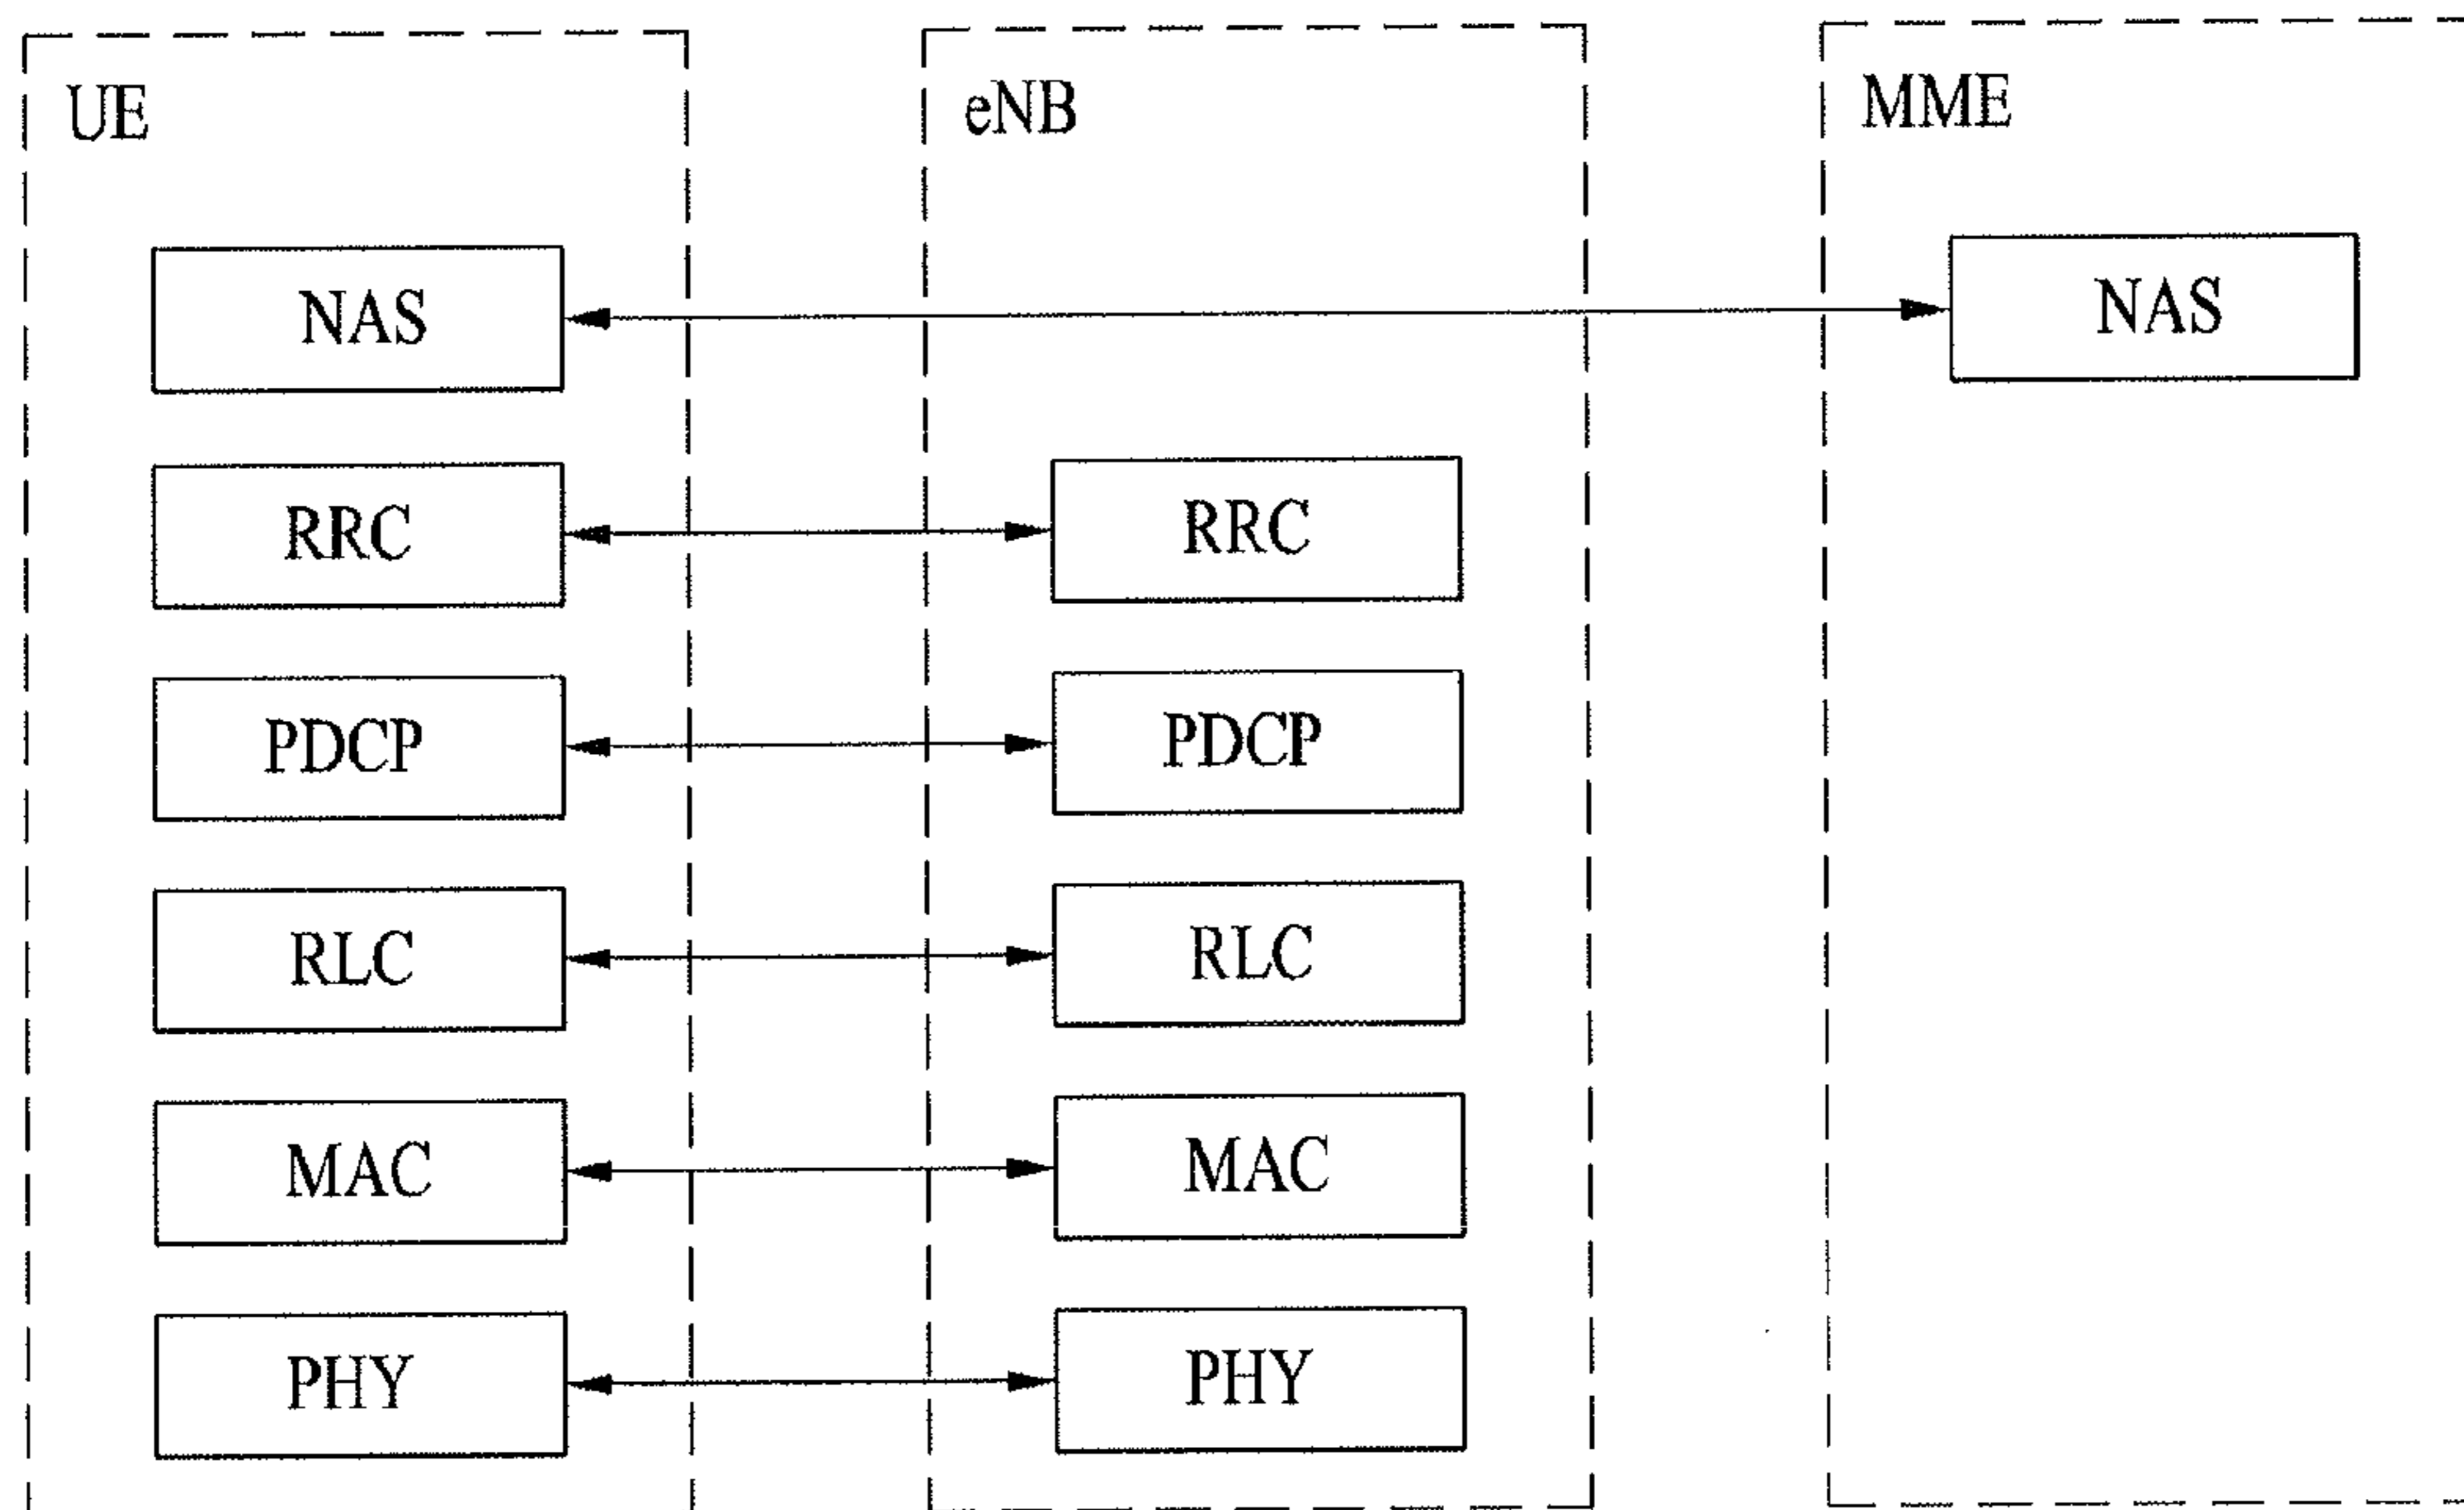 UE
eNB
MME
NAS
NAS
RRC
RRC
PDCP
PDCP
RLC
RLC
MAC
MAC
PHY
PHY